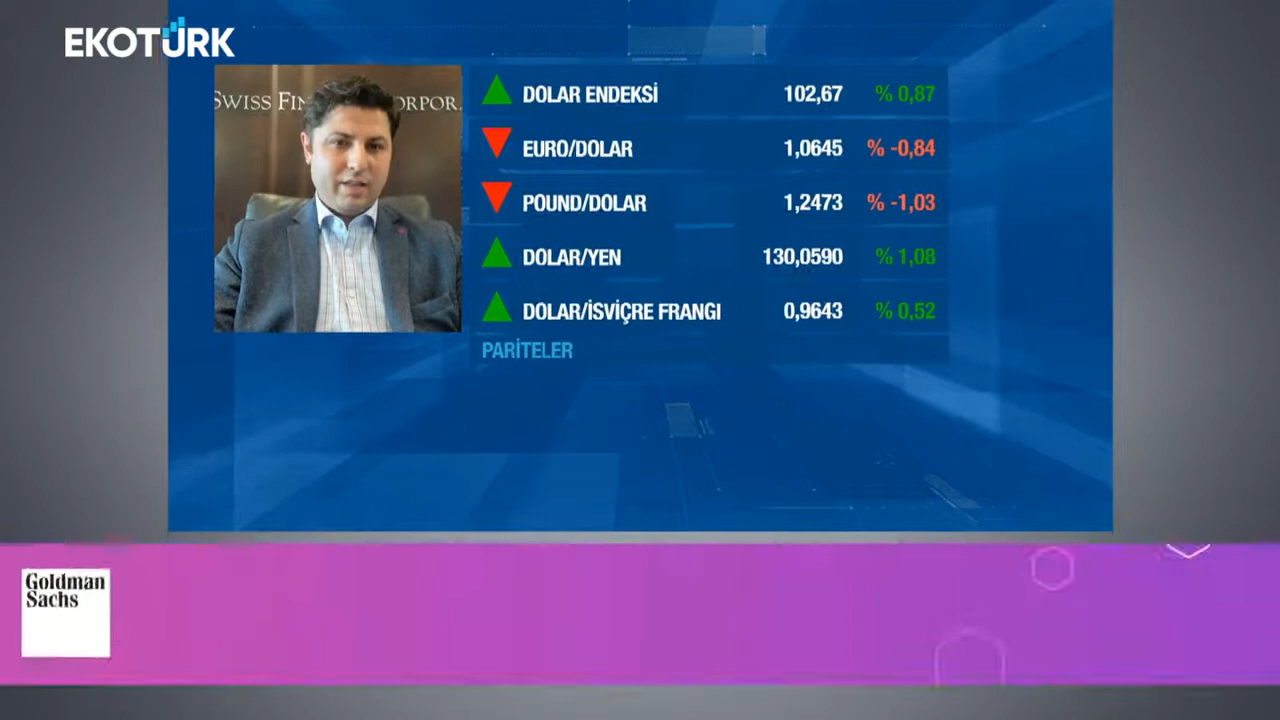 EKOTÜRK
SWISS FIN ORPOR
DOLAR ENDEKSİ 102,67 % 0,87
EURO/DOLAR 1,0645 % -0,84
POUND/DOLAR 1,2473 % -1,03
DOLAR/YEN 130,0590 % 1,08
DOLAR/İSVİÇRE FRANGI 0,9643 % 0,52
PARİTELER
Goldman
Sachs